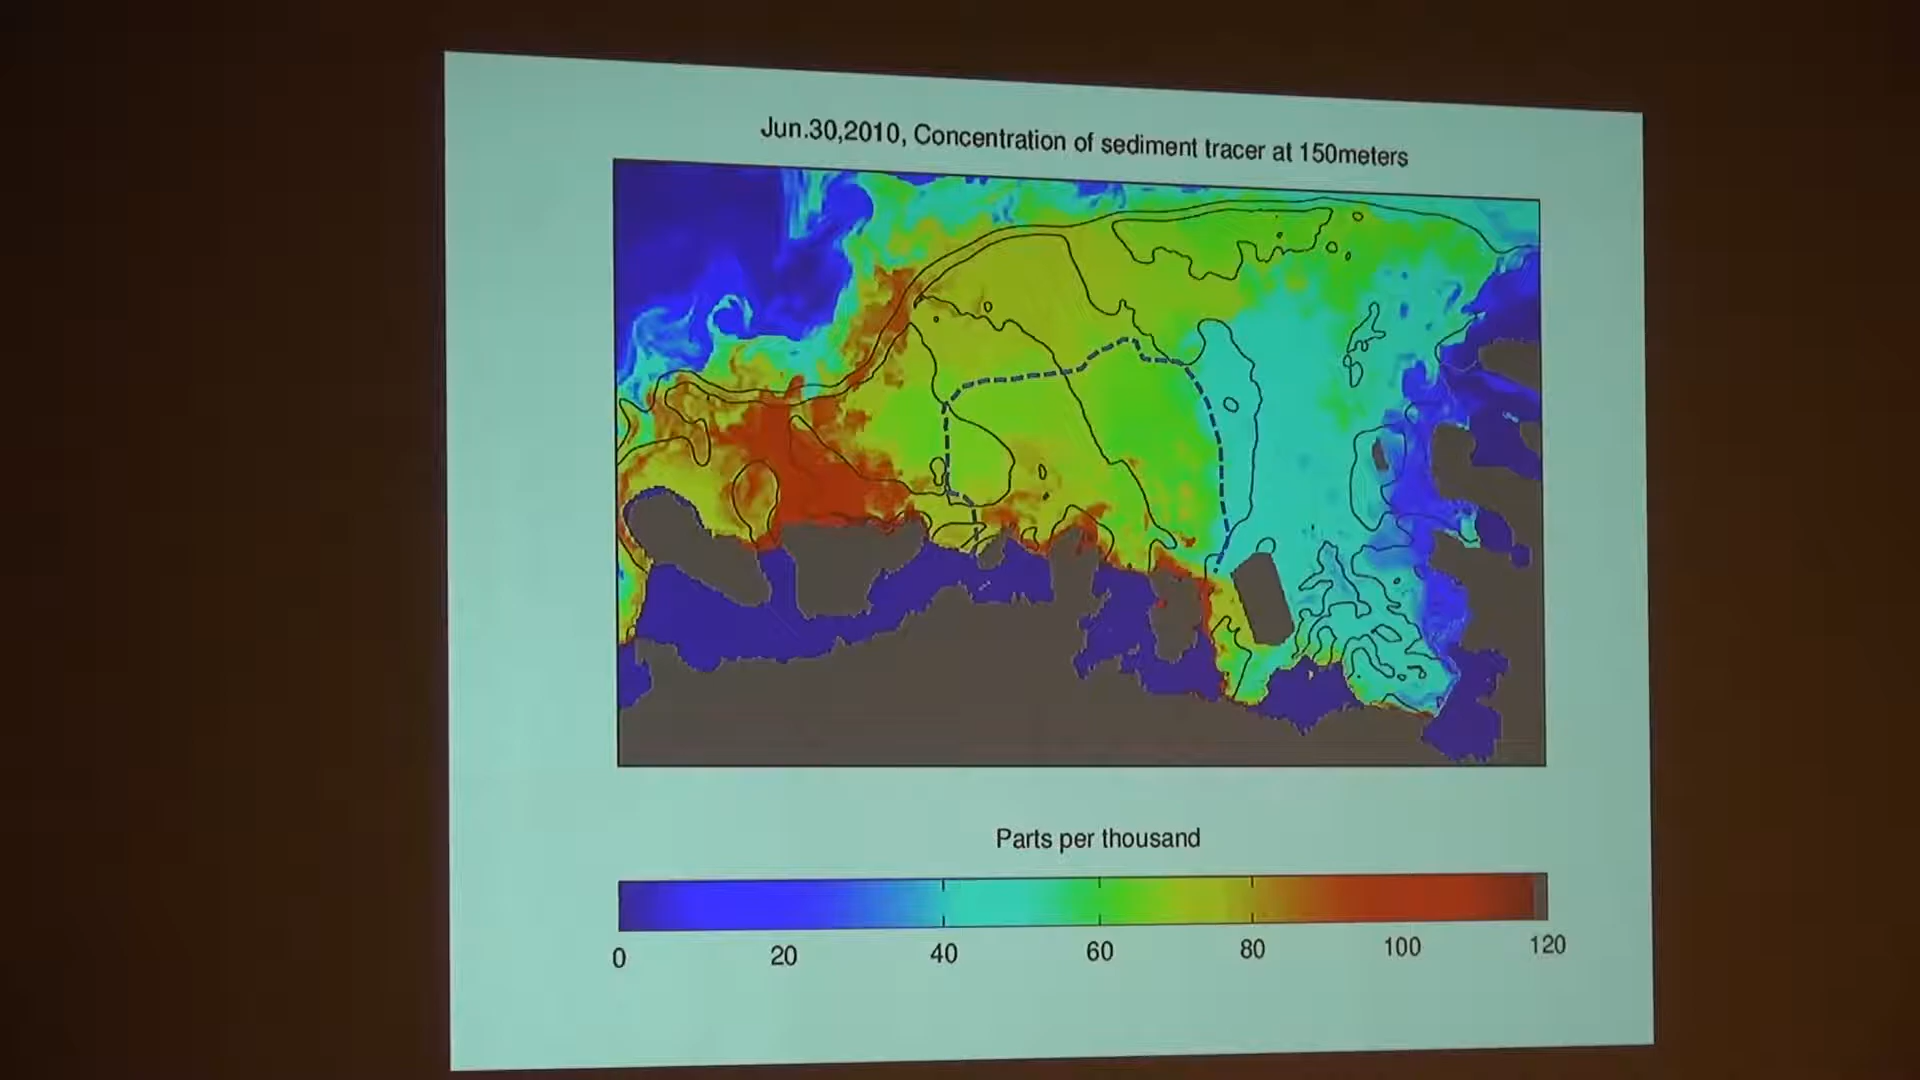 Jun.30,2010, Concentration of sediment tracer at 150meters
Parts per thousand
0 20 40 60 80 100 120